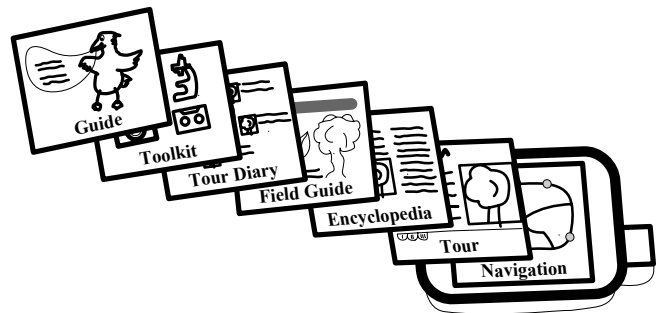 Guide
Toolkit
Tour Diary
Field Guide
Encyclopedia
Tour
Navigation